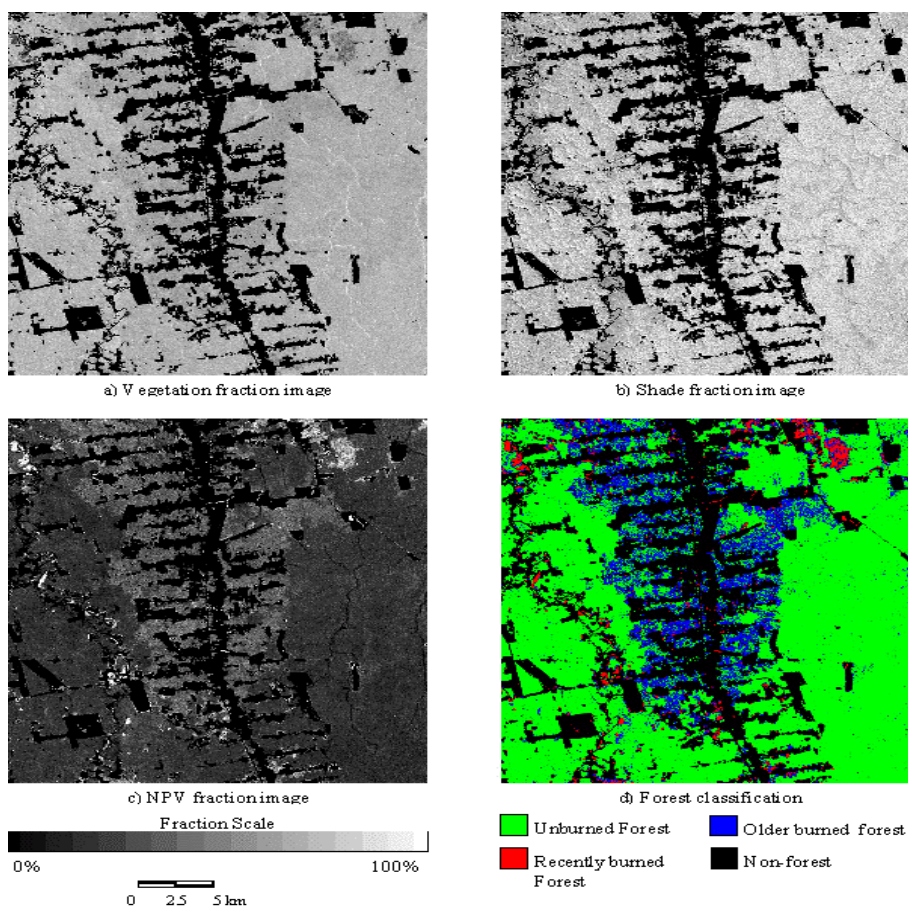 a) Vegetation fraction image
b) Shade fraction image
c) NPV fraction image
d) Forest classification
Fraction Scale
0% 100%
0 2.5 5 km
Unburned Forest
Older burned forest
Recently burned
Forest
Non-forest